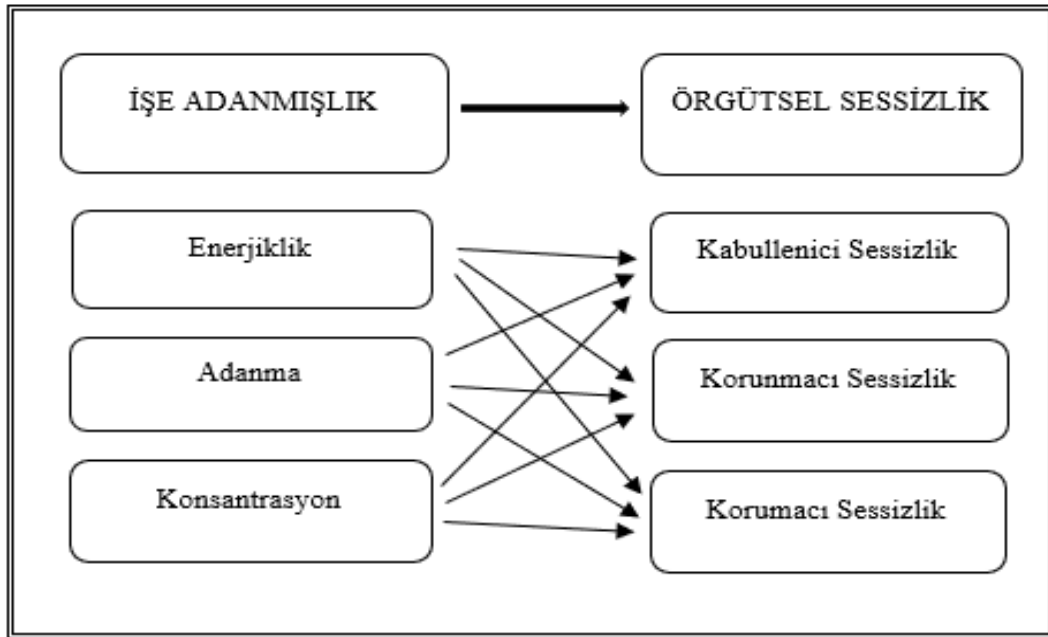 İŞE ADANMIŞLIK
ÖRGÜTSEL SESSİZLİK
Enerjiklik
Kabullenici Sessizlik
Adanma
Korunmacı Sessizlik
Konsantrasyon
Korumacı Sessizlik